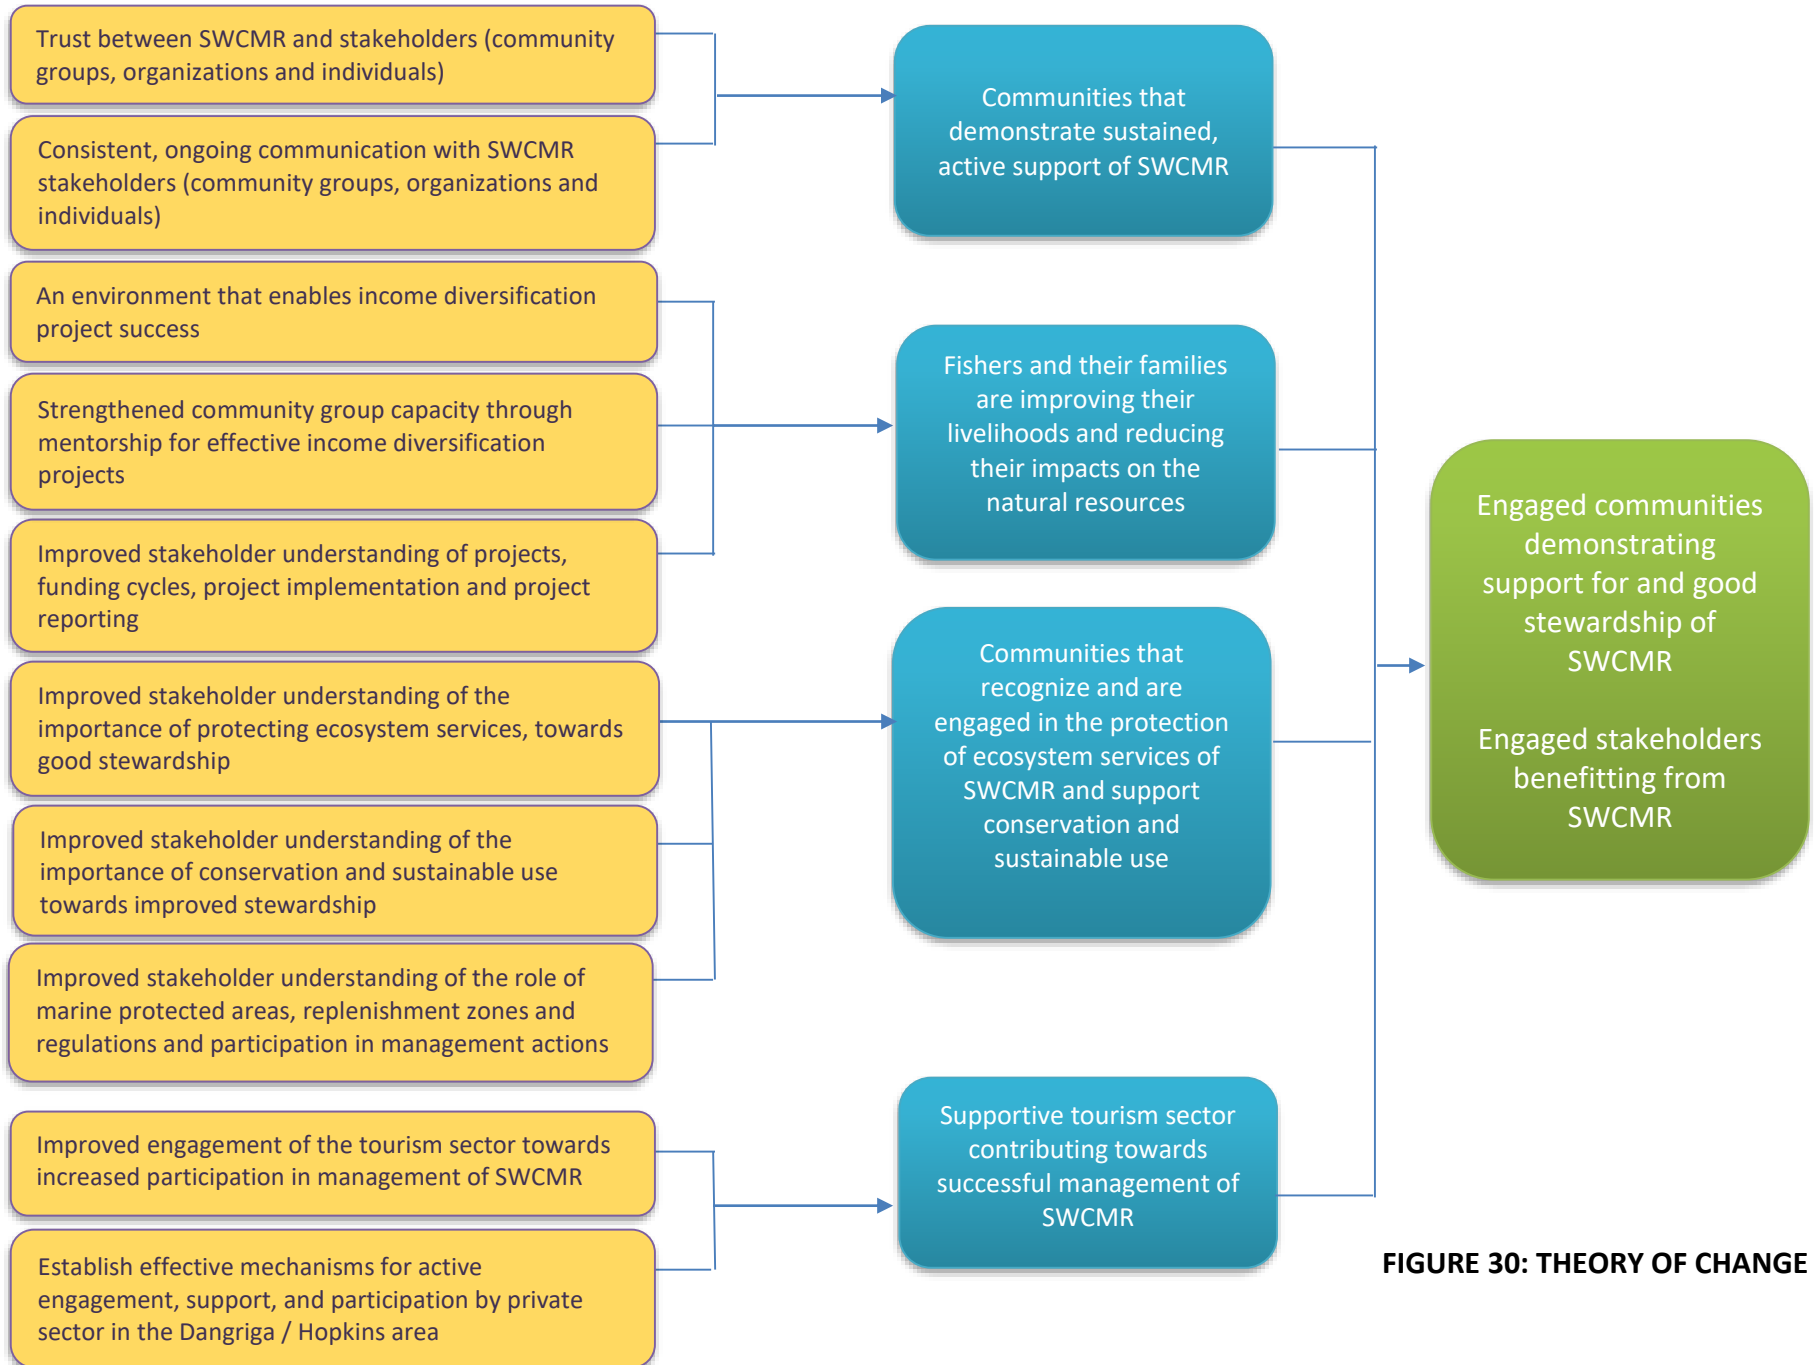 Trust between SWCMR and stakeholders (community
groups, organizations and individuals)
Consistent, ongoing communication with SWCMR
stakeholders (community groups, organizations and
individuals)
An environment that enables income diversification
project success
Strengthened community group capacity through
mentorship for effective income diversification
projects
Improved stakeholder understanding of projects,
funding cycles, project implementation and project
reporting
Improved stakeholder understanding of the
importance of protecting ecosystem services, towards
good stewardship
Improved stakeholder understanding of the
importance of conservation and sustainable use
towards improved stewardship
Improved stakeholder understanding of the role of
marine protected areas, replenishment zones and
regulations and participation in management actions
Improved engagement of the tourism sector towards
increased participation in management of SWCMR
Establish effective mechanisms for active
engagement, support, and participation by private
sector in the Dangriga / Hopkins area
Communities that
demonstrate sustained,
active support of SWCMR
Fishers and their families
are improving their
livelihoods and reducing
their impacts on the
natural resources
Communities that
recognize and are
engaged in the protection
of ecosystem services of
SWCMR and support
conservation and
sustainable use
Supportive tourism sector
contributing towards
successful management of
SWCMR
Engaged communities
demonstrating
support for and good
stewardship of
SWCMR
Engaged stakeholders
benefitting from
SWCMR
FIGURE 30: THEORY OF CHANGE